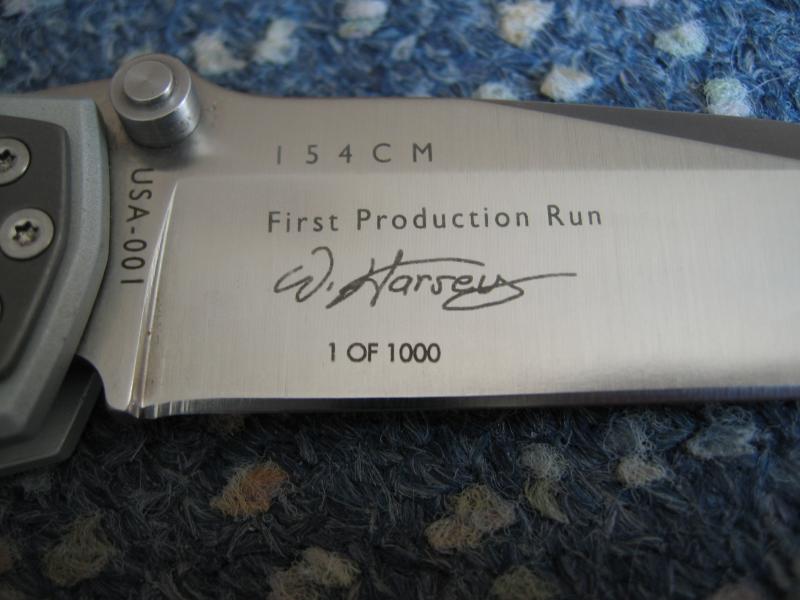 154CM
USA-001
First Production Run
W. Harsey
1 OF 1000